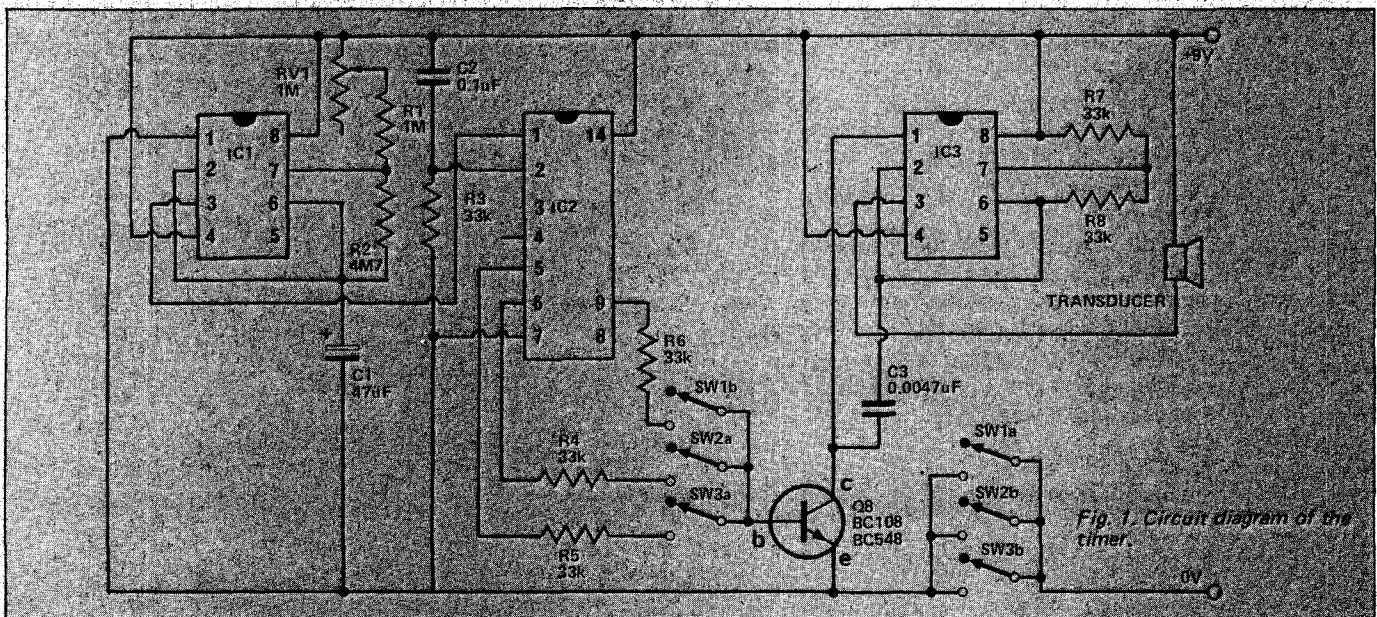 +9V
RV1
1M
C2
0.1uF
R1
1M
R7
33k
1
8
IC1
2
7
3
6
4
5
1
14
2
3
IC2
4
5
6
9
7
8
1
8
IC3
2
7
3
6
4
5
R3
33k
R8
33k
R2
4M7
TRANSDUCER
+
C1
47uF
R6
33k
C3
0.0047uF
SW1b
SW2a
SW3a
R4
33k
R5
33k
c
b
e
Q8
BC108
BC548
SW1a
SW2b
SW3b
Fig. 1. Circuit diagram of the
timer.
0V